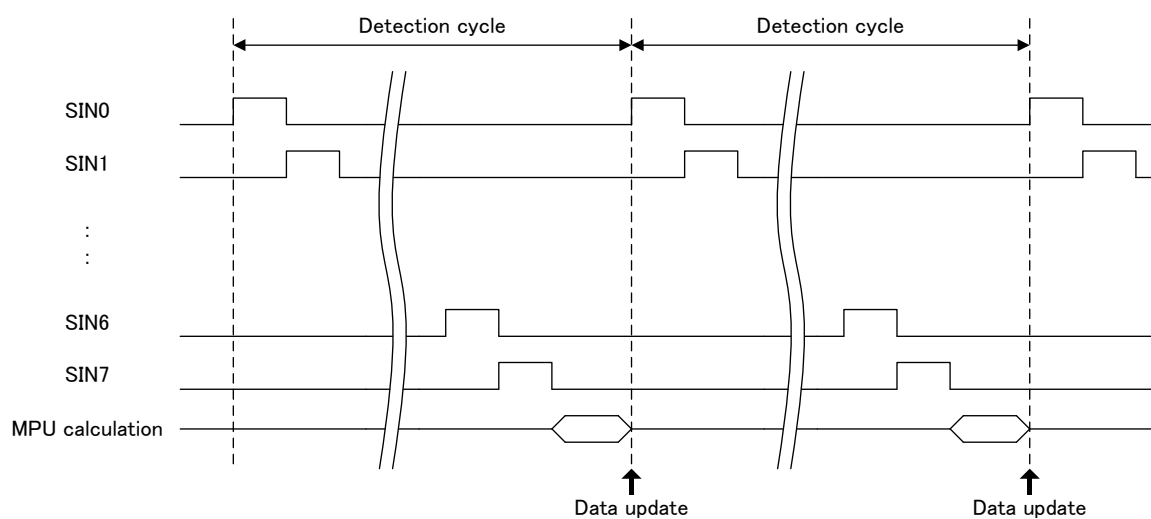 Detection cycle
Detection cycle
SIN0
SIN1
:
:
SIN6
SIN7
MPU calculation
Data update
Data update